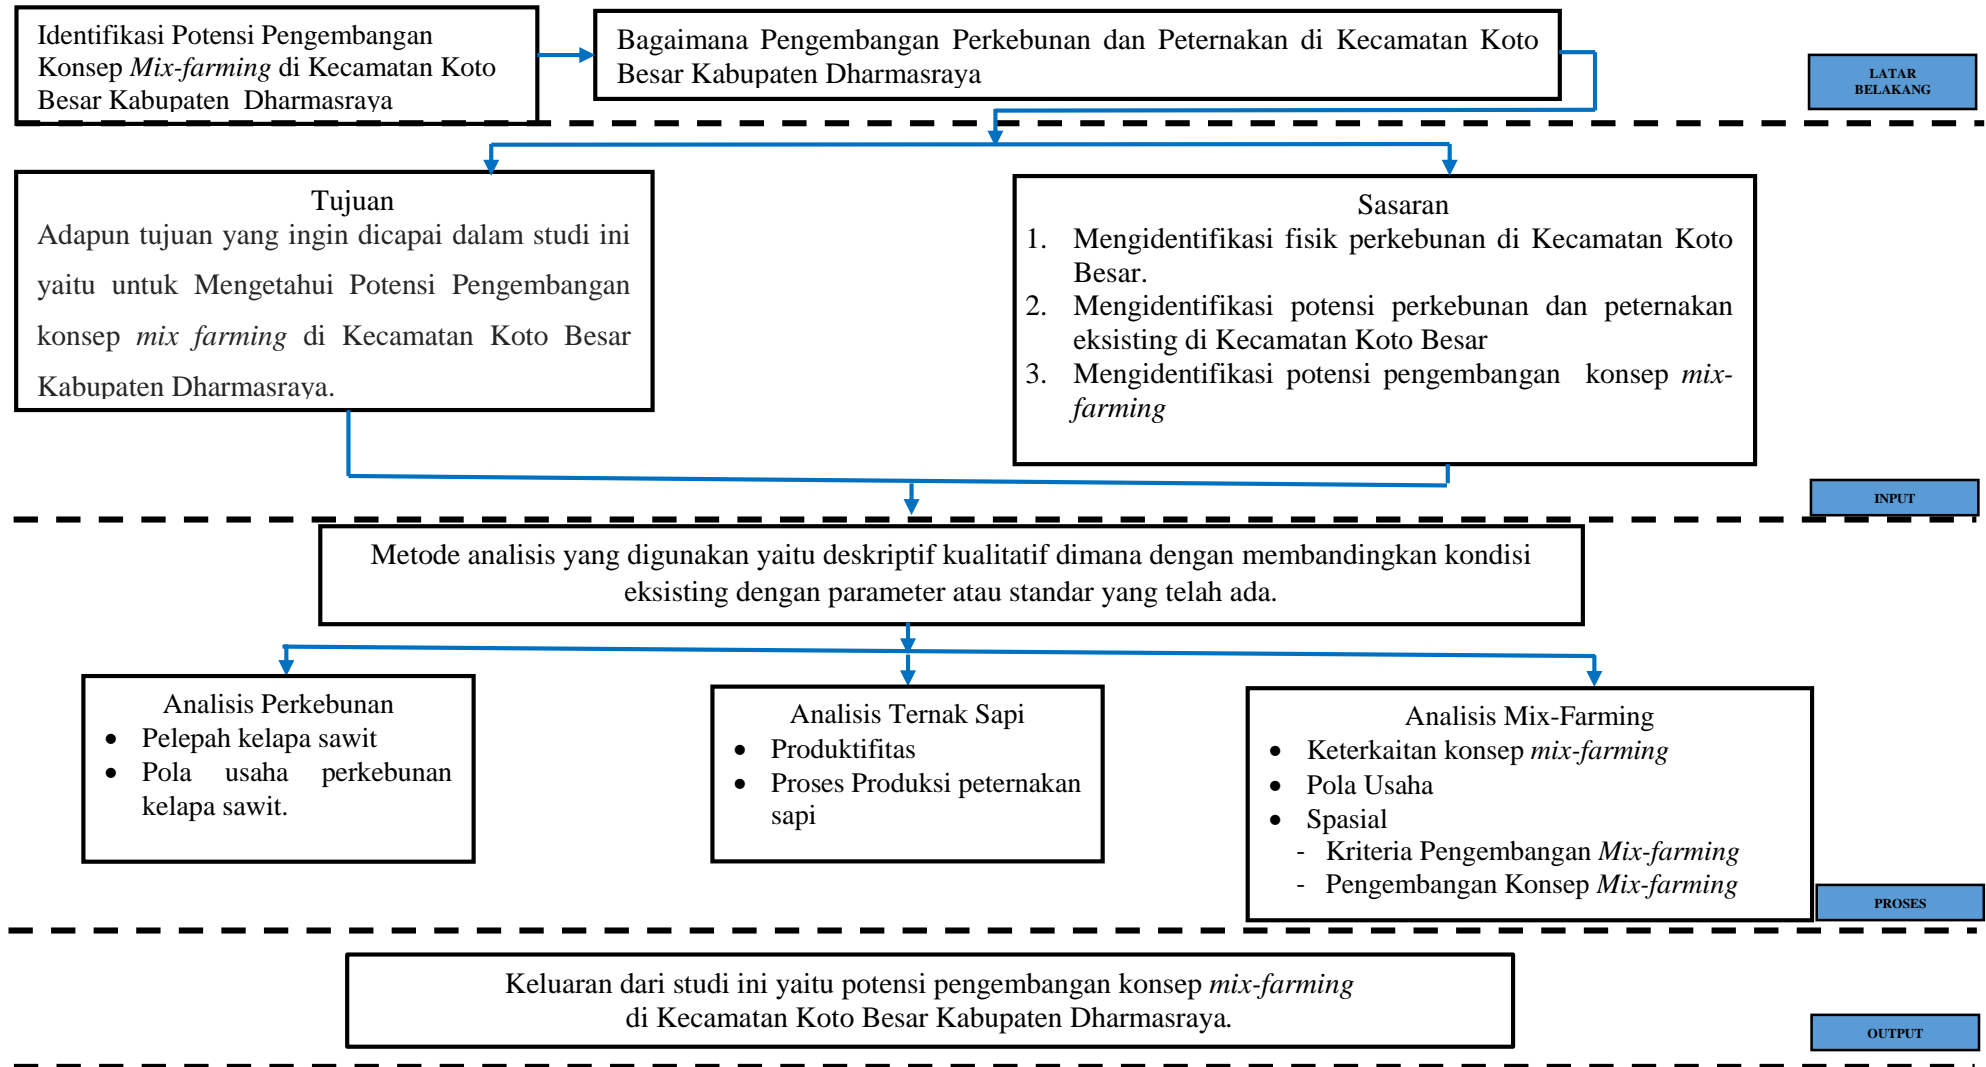 Identifikasi Potensi Pengembangan
Konsep Mix-farming di Kecamatan Koto
Besar Kabupaten Dharmasraya
Bagaimana Pengembangan Perkebunan dan Peternakan di Kecamatan Koto
Besar Kabupaten Dharmasraya
LATAR
BELAKANG
Tujuan
Adapun tujuan yang ingin dicapai dalam studi ini
yaitu untuk Mengetahui Potensi Pengembangan
konsep mix farming di Kecamatan Koto Besar
Kabupaten Dharmasraya.
Sasaran
1. Mengidentifikasi fisik perkebunan di Kecamatan Koto
Besar.
2. Mengidentifikasi potensi perkebunan dan peternakan
eksisting di Kecamatan Koto Besar
3. Mengidentifikasi potensi pengembangan konsep mix-
farming
INPUT
Metode analisis yang digunakan yaitu deskriptif kualitatif dimana dengan membandingkan kondisi
eksisting dengan parameter atau standar yang telah ada.
Analisis Perkebunan
• Pelepah kelapa sawit
• Pola usaha perkebunan
kelapa sawit.
Analisis Ternak Sapi
• Produktifitas
• Proses Produksi peternakan
sapi
Analisis Mix-Farming
• Keterkaitan konsep mix-farming
• Pola Usaha
• Spasial
- Kriteria Pengembangan Mix-farming
- Pengembangan Konsep Mix-farming
PROSES
Keluaran dari studi ini yaitu potensi pengembangan konsep mix-farming
di Kecamatan Koto Besar Kabupaten Dharmasraya.
OUTPUT